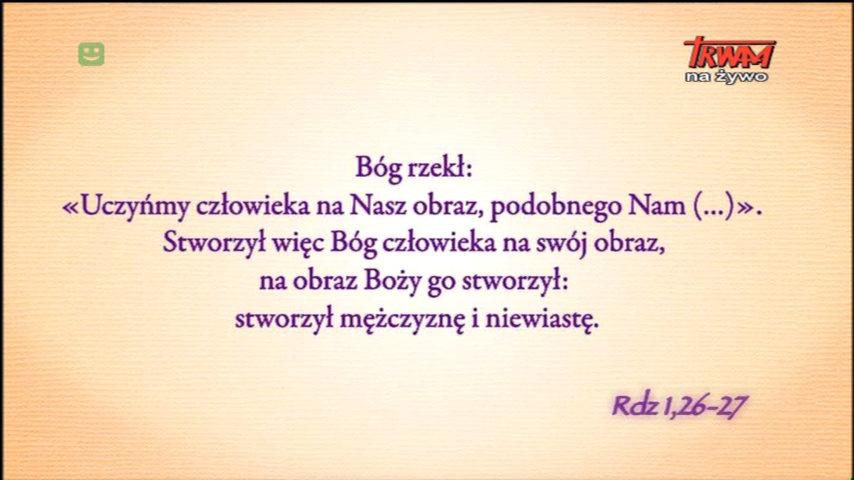 TRWAM
na żywo
Bóg rzekł:
«Uczyńmy człowieka na Nasz obraz, podobnego Nam (...)».
Stworzył więc Bóg człowieka na swój obraz,
na obraz Boży go stworzył:
stworzył mężczyznę i niewiastę.
Rdz 1,26-27